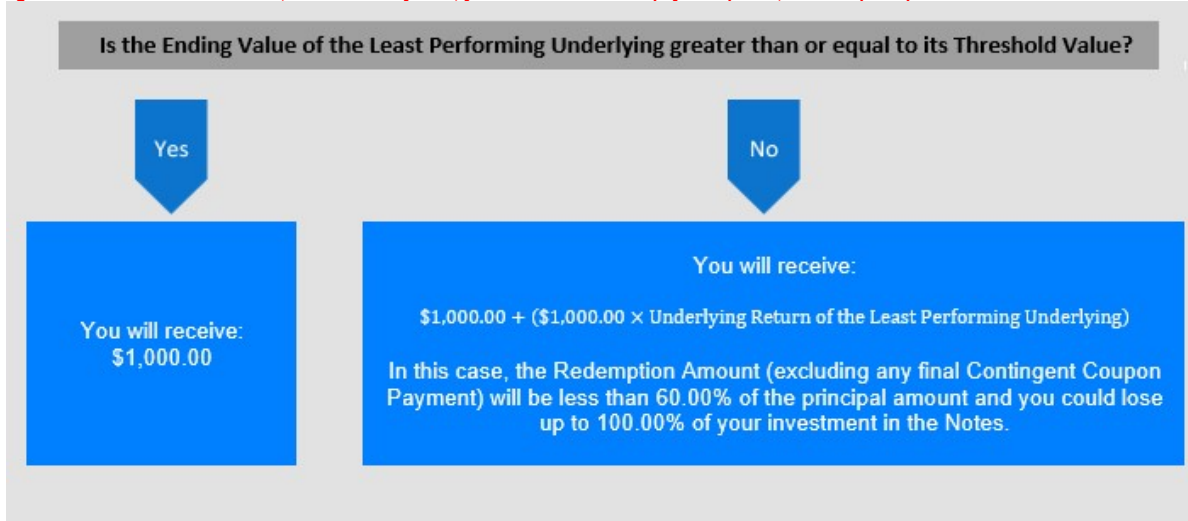 Is the Ending Value of the Least Performing Underlying greater than or equal to its Threshold Value?
Yes
No
You will receive:
$1,000.00
You will receive:
$1,000.00 + ($1,000.00 × Underlying Return of the Least Performing Underlying)
In this case, the Redemption Amount (excluding any final Contingent Coupon
Payment) will be less than 60.00% of the principal amount and you could lose
up to 100.00% of your investment in the Notes.